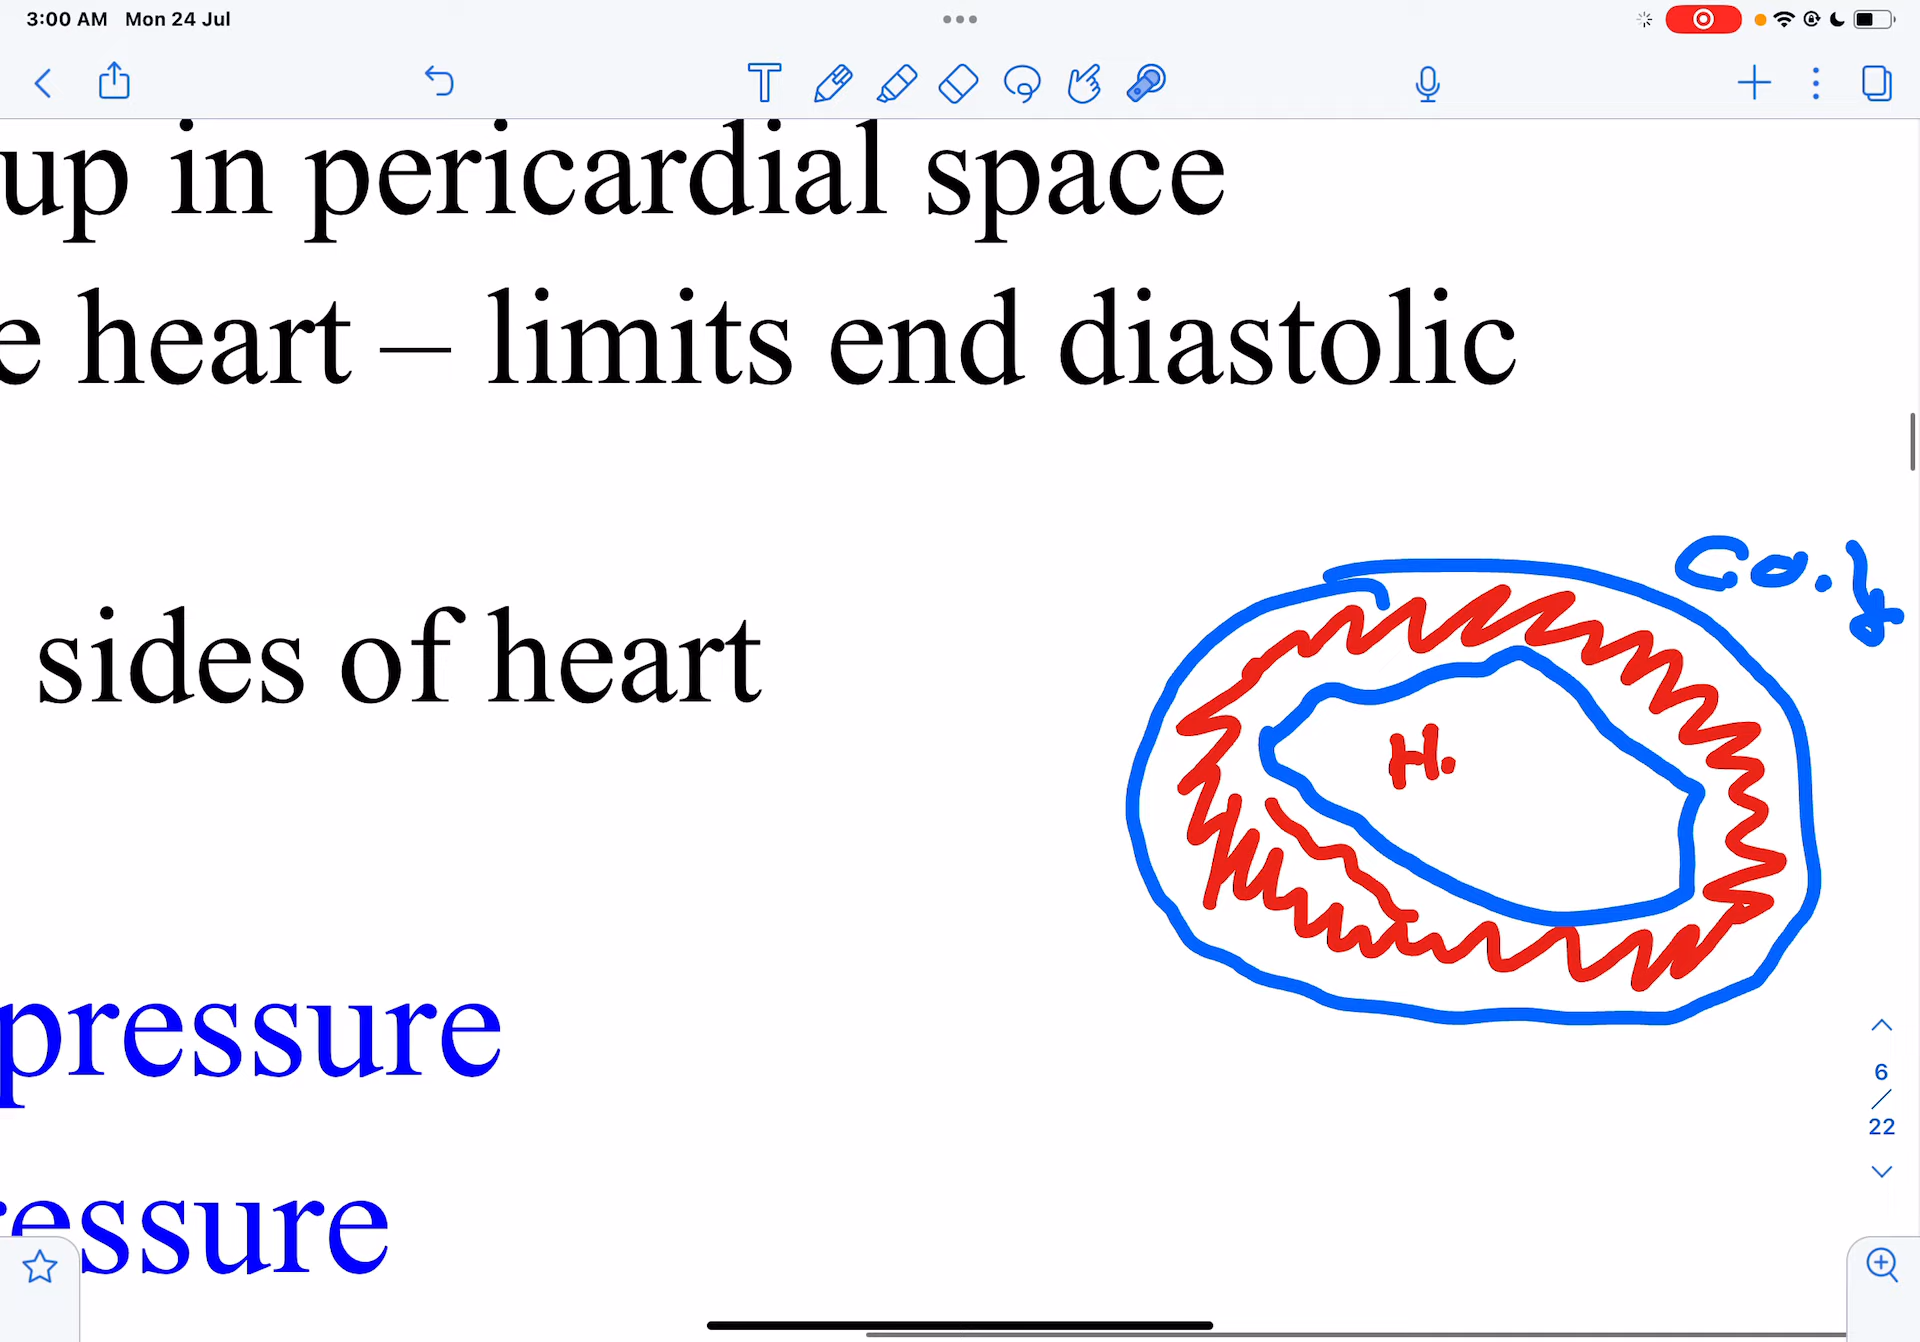 3:00 AM Mon 24 Jul
up in pericardial space
e heart – limits end diastolic
sides of heart
H.
pressure
essure
6
/
22